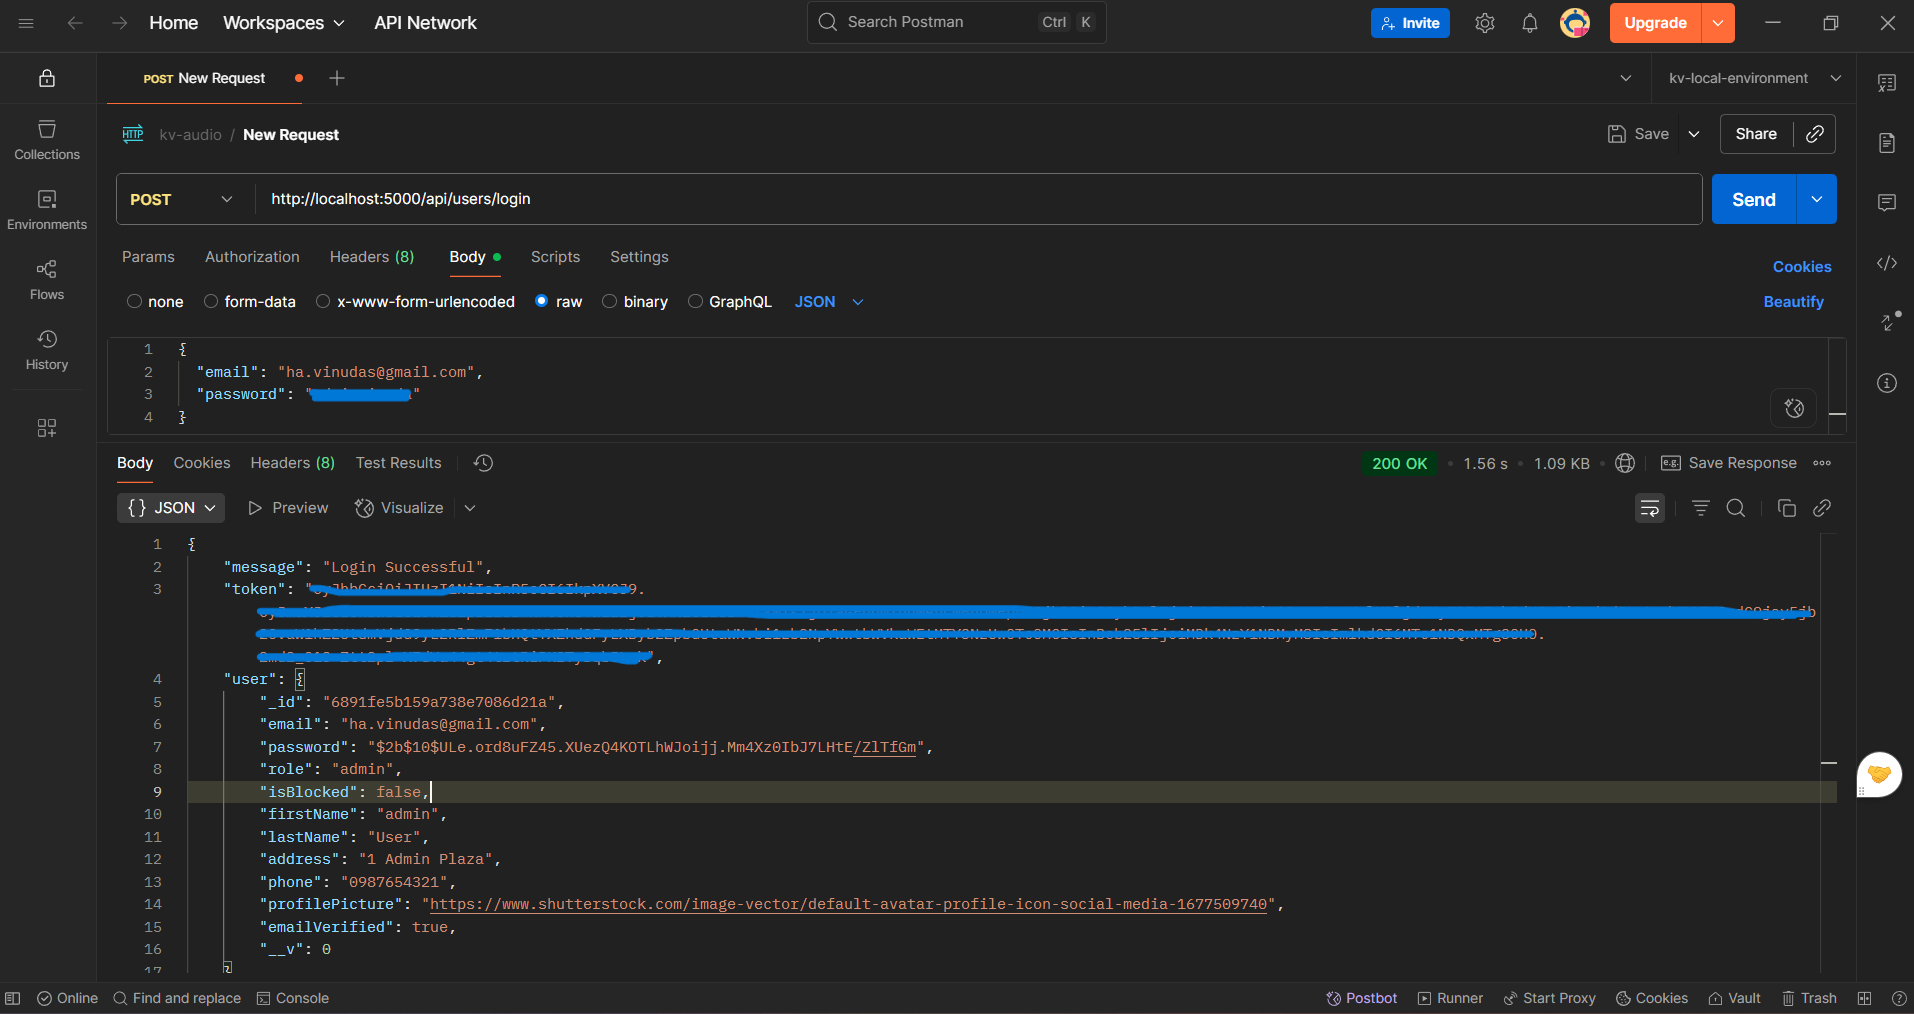 Home Workspaces API Network Search Postman Ctrl K Invite Upgrade
POST New Request kv-local-environment
HTTP kv-audio / New Request Save Share
Collections
POST http://localhost:5000/api/users/login Send
Environments
Params Authorization Headers (8) Body Scripts Settings Cookies
Flows
none form-data x-www-form-urlencoded raw binary GraphQL JSON Beautify
History
1 {
2 "email": "ha.vinudas@gmail.com",
3 "password": " "
4 }
Body Cookies Headers (8) Test Results 200 OK 1.56 s 1.09 KB e.g. Save Response
{} JSON Preview Visualize
1 {
2 "message": "Login Successful",
3 "token": "
4 "user": {
5 "_id": "6891fe5b159a738e7086d21a",
6 "email": "ha.vinudas@gmail.com",
7 "password": "$2b$10$ULe.ord8uFZ45.XUezQ4KOTLhWJoijj.Mm4Xz0IbJ7LHtE/ZlTfGm",
8 "role": "admin",
9 "isBlocked": false,
10 "firstName": "admin",
11 "lastName": "User",
12 "address": "1 Admin Plaza",
13 "phone": "0987654321",
14 "profilePicture": "https://www.shutterstock.com/image-vector/default-avatar-profile-icon-social-media-1677509740",
15 "emailVerified": true,
16 "__v": 0
17 }
Online Find and replace Console Postbot Runner Start Proxy Cookies Vault Trash